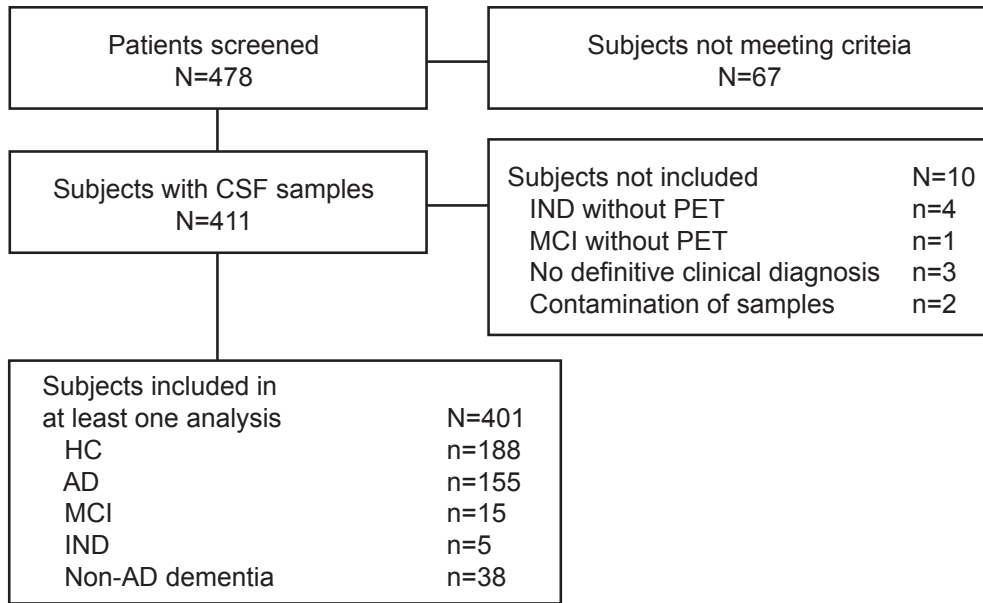 Patients screened
N=478
Subjects not meeting criteia
N=67
Subjects with CSF samples
N=411
Subjects not included N=10
IND without PET n=4
MCI without PET n=1
No definitive clinical diagnosis n=3
Contamination of samples n=2
Subjects included in
at least one analysis N=401
HC n=188
AD n=155
MCI n=15
IND n=5
Non-AD dementia n=38